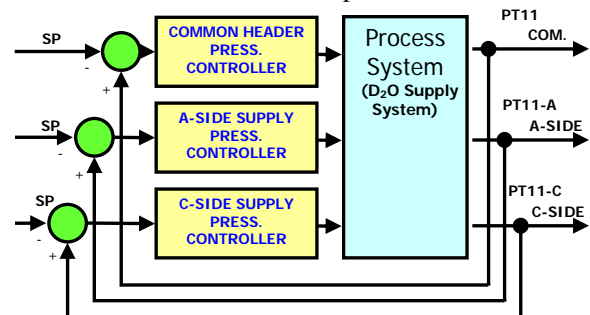 PT11
COM.
SP
-
+
COMMON HEADER
PRESS.
CONTROLLER
Process
System
(D₂O Supply
System)
PT11-A
A-SIDE
SP
-
+
A-SIDE SUPPLY
PRESS.
CONTROLLER
PT11-C
C-SIDE
SP
-
+
C-SIDE SUPPLY
PRESS.
CONTROLLER